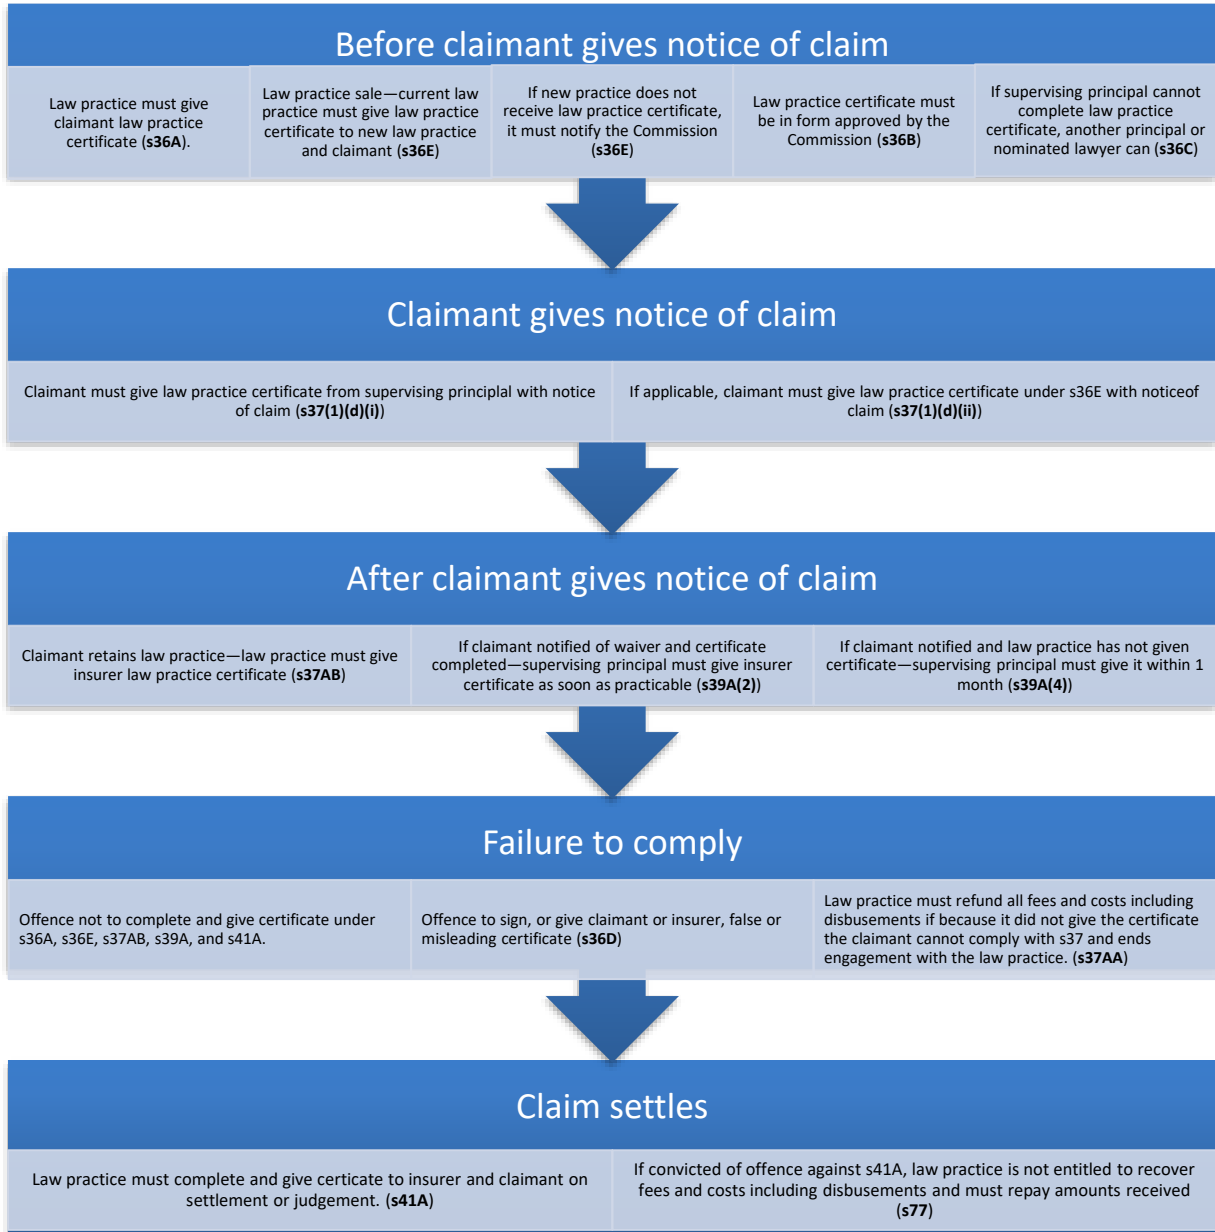 Before claimant gives notice of claim
Law practice must give
claimant law practice
certificate (s36A).
Law practice sale—current law
practice must give law practice
certificate to new law practice
and claimant (s36E)
If new practice does not
receive law practice certificate,
it must notify the Commission
(s36E)
Law practice certificate must
be in form approved by the
Commission (s36B)
If supervising principal cannot
complete law practice
certificate, another principal or
nominated lawyer can (s36C)
Claimant gives notice of claim
Claimant must give law practice certificate from supervising principlal with notice
of claim (s37(1)(d)(i))
If applicable, claimant must give law practice certificate under s36E with noticeof
claim (s37(1)(d)(ii))
After claimant gives notice of claim
Claimant retains law practice—law practice must give
insurer law practice certificate (s37AB)
If claimant notified of waiver and certificate
completed—supervising principal must give insurer
certificate as soon as practicable (s39A(2))
If claimant notified and law practice has not given
certificate—supervising principal must give it within 1
month (s39A(4))
Failure to comply
Offence not to complete and give certificate under
s36A, s36E, s37AB, s39A, and s41A.
Offence to sign, or give claimant or insurer, false or
misleading certificate (s36D)
Law practice must refund all fees and costs including
disbusements if because it did not give the certificate
the claimant cannot comply with s37 and ends
engagement with the law practice. (s37AA)
Claim settles
Law practice must complete and give certicate to insurer and claimant on
settlement or judgement. (s41A)
If convicted of offence against s41A, law practice is not entitled to recover
fees and costs including disbusements and must repay amounts received
(s77)